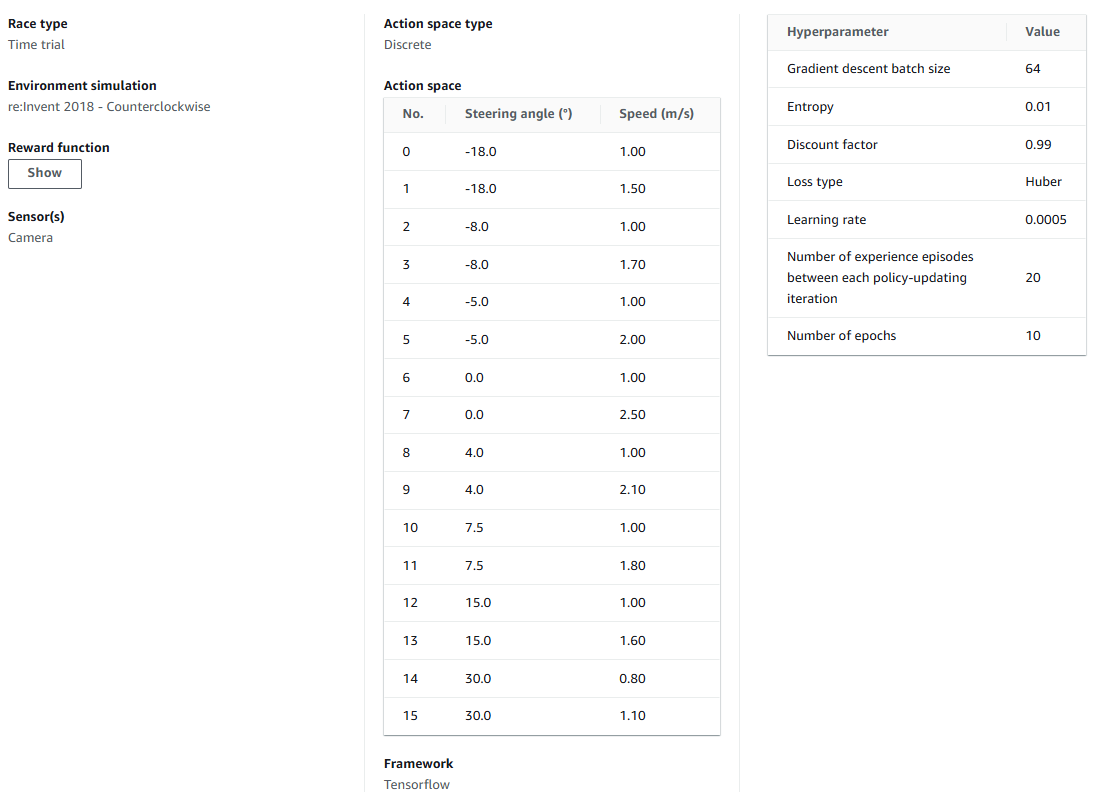 Race type
Time trial
Environment simulation
re:Invent 2018 - Counterclockwise
Reward function
Show
Sensor(s)
Camera
Action space type
Discrete
Action space
No. Steering angle (°) Speed (m/s)
0 -18.0 1.00
1 -18.0 1.50
2 -8.0 1.00
3 -8.0 1.70
4 -5.0 1.00
5 -5.0 2.00
6 0.0 1.00
7 0.0 2.50
8 4.0 1.00
9 4.0 2.10
10 7.5 1.00
11 7.5 1.80
12 15.0 1.00
13 15.0 1.60
14 30.0 0.80
15 30.0 1.10
Framework
Tensorflow
Hyperparameter Value
Gradient descent batch size 64
Entropy 0.01
Discount factor 0.99
Loss type Huber
Learning rate 0.0005
Number of experience episodes
between each policy-updating 20
iteration
Number of epochs 10